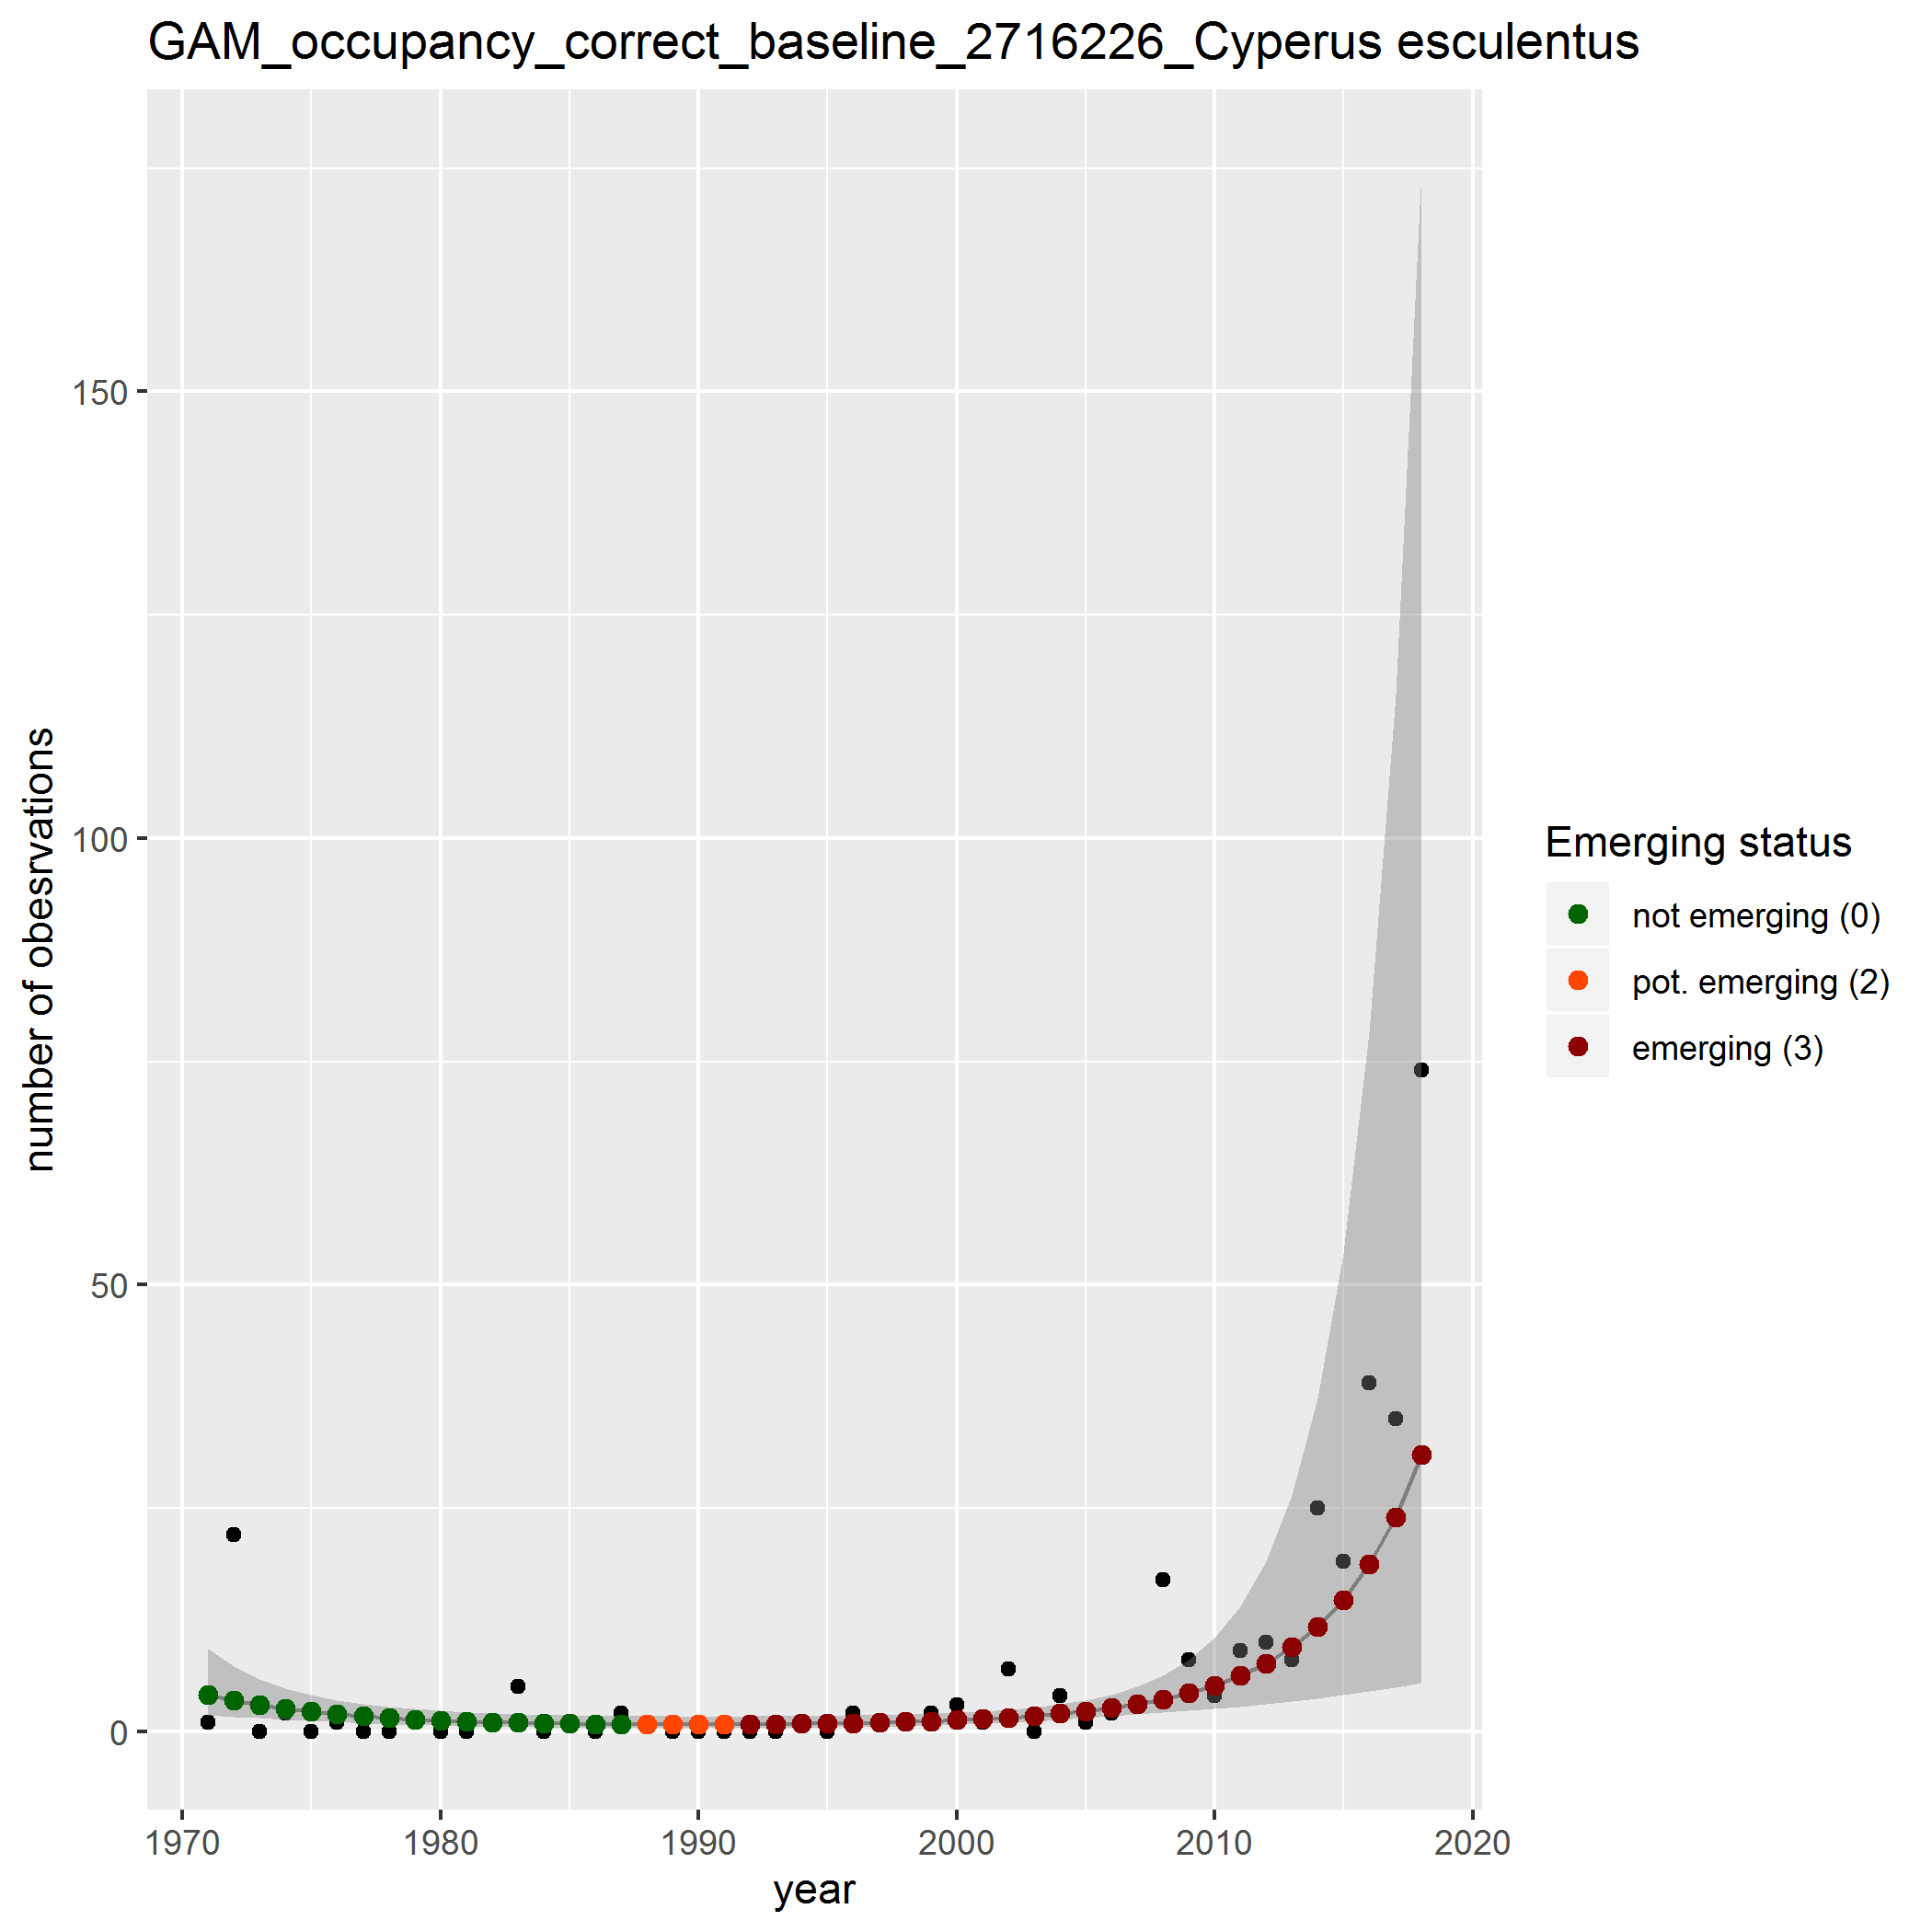 GAM_occupancy_correct_baseline_2716226_Cyperus esculentus
number of obesrvations
150
100
50
0
1970 1980 1990 2000 2010 2020
year
Emerging status
not emerging (0)
pot. emerging (2)
emerging (3)